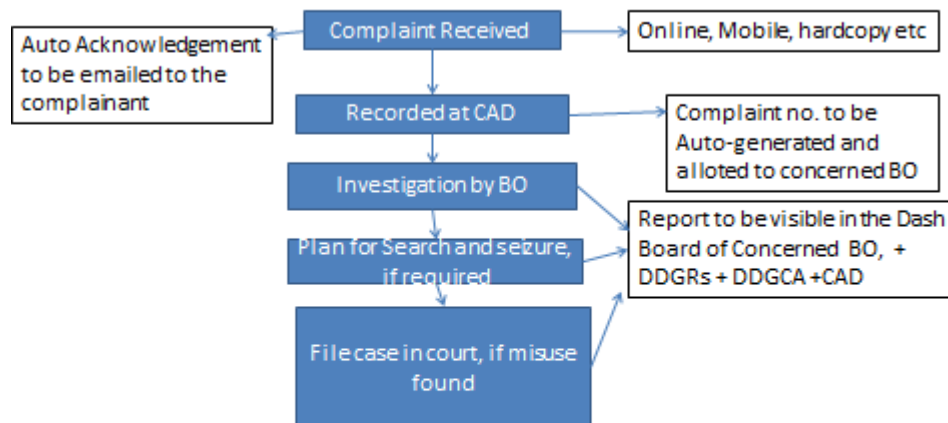 Complaint Received
Auto Acknowledgement
to be emailed to the
complainant
Online, Mobile, hardcopy etc
Recorded at CAD
Complaint no. to be
Auto-generated and
alloted to concerned BO
Investigation by BO
Plan for Search and seizure,
if required
Report to be visible in the Dash
Board of Concerned BO, +
DDGRs + DDGCA +CAD
File case in court, if misuse
found